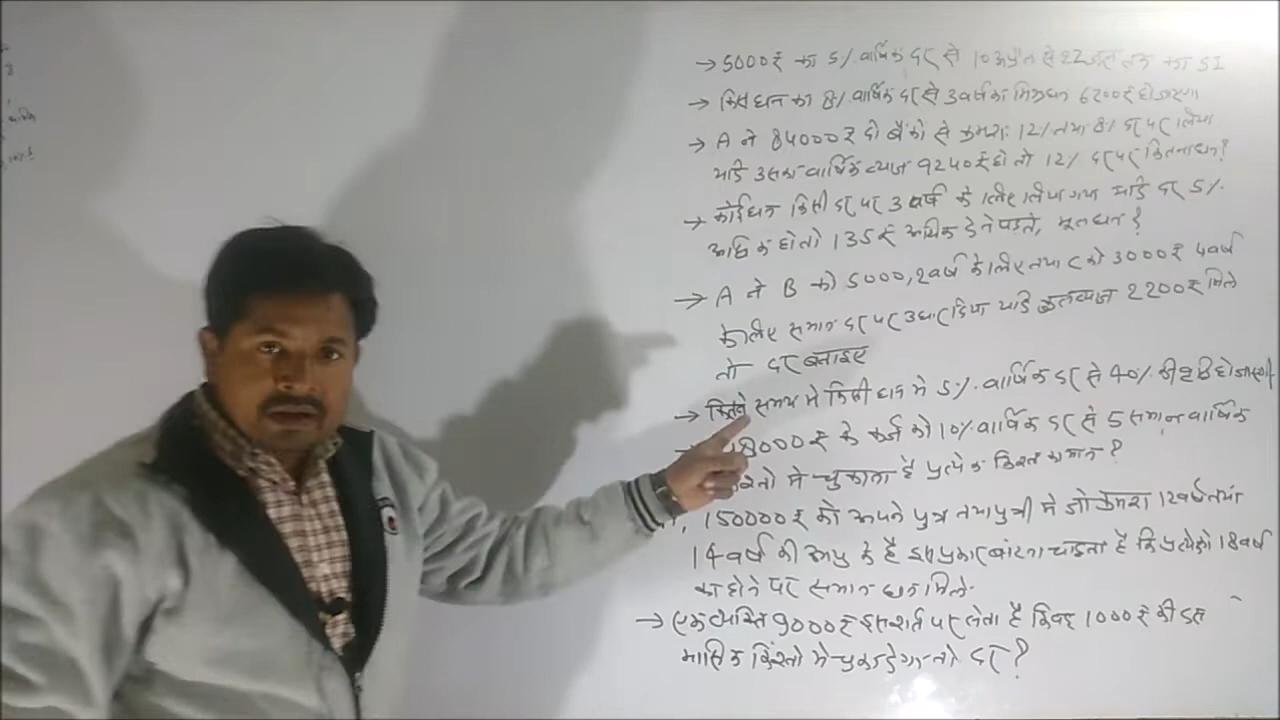 → 5000₹ का 5% वार्षिक दर से 10 अप्रैल से 22 जून तक का SI
→ किस धन का 8% वार्षिक दर से 3 वर्ष का मिश्रधन 6200₹ हो जाएगा
→ A ने 84000₹ दो बैंको से क्रमशः 12% तथा 8% दर पर लिया
यदि उसका वार्षिक व्याज 9240₹ हो तो 12% दर पर कितना धन?
→ कोई धन किसी दर पर 3 वर्ष के लिए लिया गया यदि दर 5%
अधिक हो तो 135₹ अधिक देने पड़ते, मूलधन?
→ A ने B को 5000, 2 वर्ष के लिए तथा C को 3000₹ 4 वर्ष
के लिए समान दर पर उधार दिया यदि कुल व्याज 2200₹ मिले
तो दर बताइए
→ कितने समय मे किसी धन मे 5% वार्षिक दर से 40% की वृद्धि हो जाएगी
8000₹ के कर्ज को 10% वार्षिक दर से 5 समान वार्षिक
मे चुकाना है प्रत्येक किश्त का मान?
150000₹ को अपने पुत्र तथा पुत्री मे जो क्रमश 12 वर्ष तथा
14 वर्ष की आयु के है इस प्रकार बांटना चाहता है कि प्रत्येक को 18 वर्ष
का होने पर समान धन मिले.
→ एक व्यक्ति 9000₹ इस शर्त पर लेता है कि वह 1000₹ की दस
मासिक किश्तो मे चुका देगा तो दर?